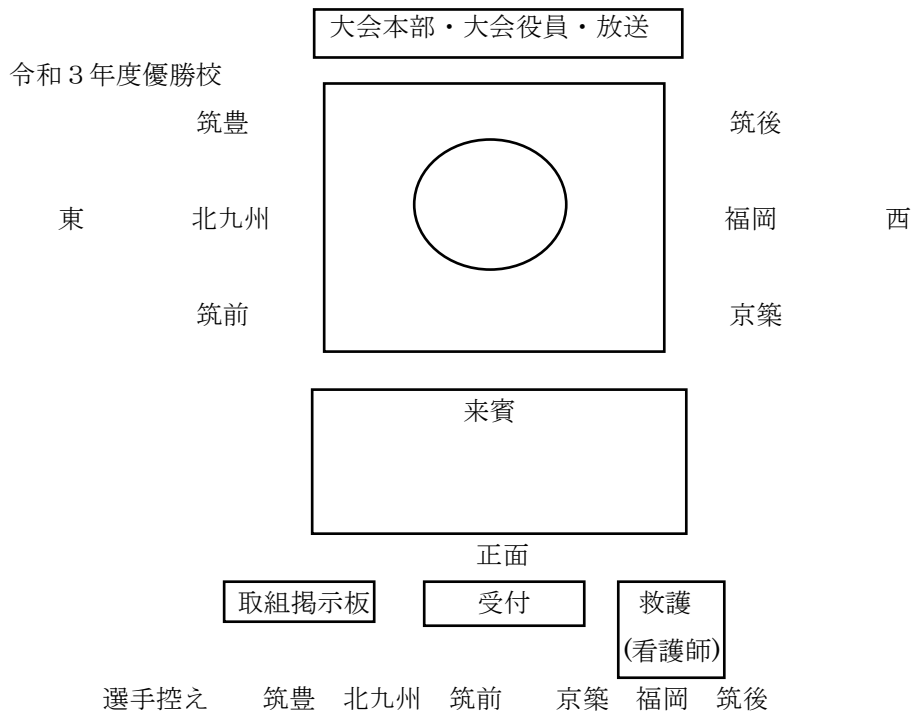 大会本部・大会役員・放送
令和３年度優勝校
筑豊 筑後
東 北九州 福岡 西
筑前 京築
来賓
正面
取組掲示板 受付 救護
(看護師)
選手控え 筑豊 北九州 筑前 京築 福岡 筑後